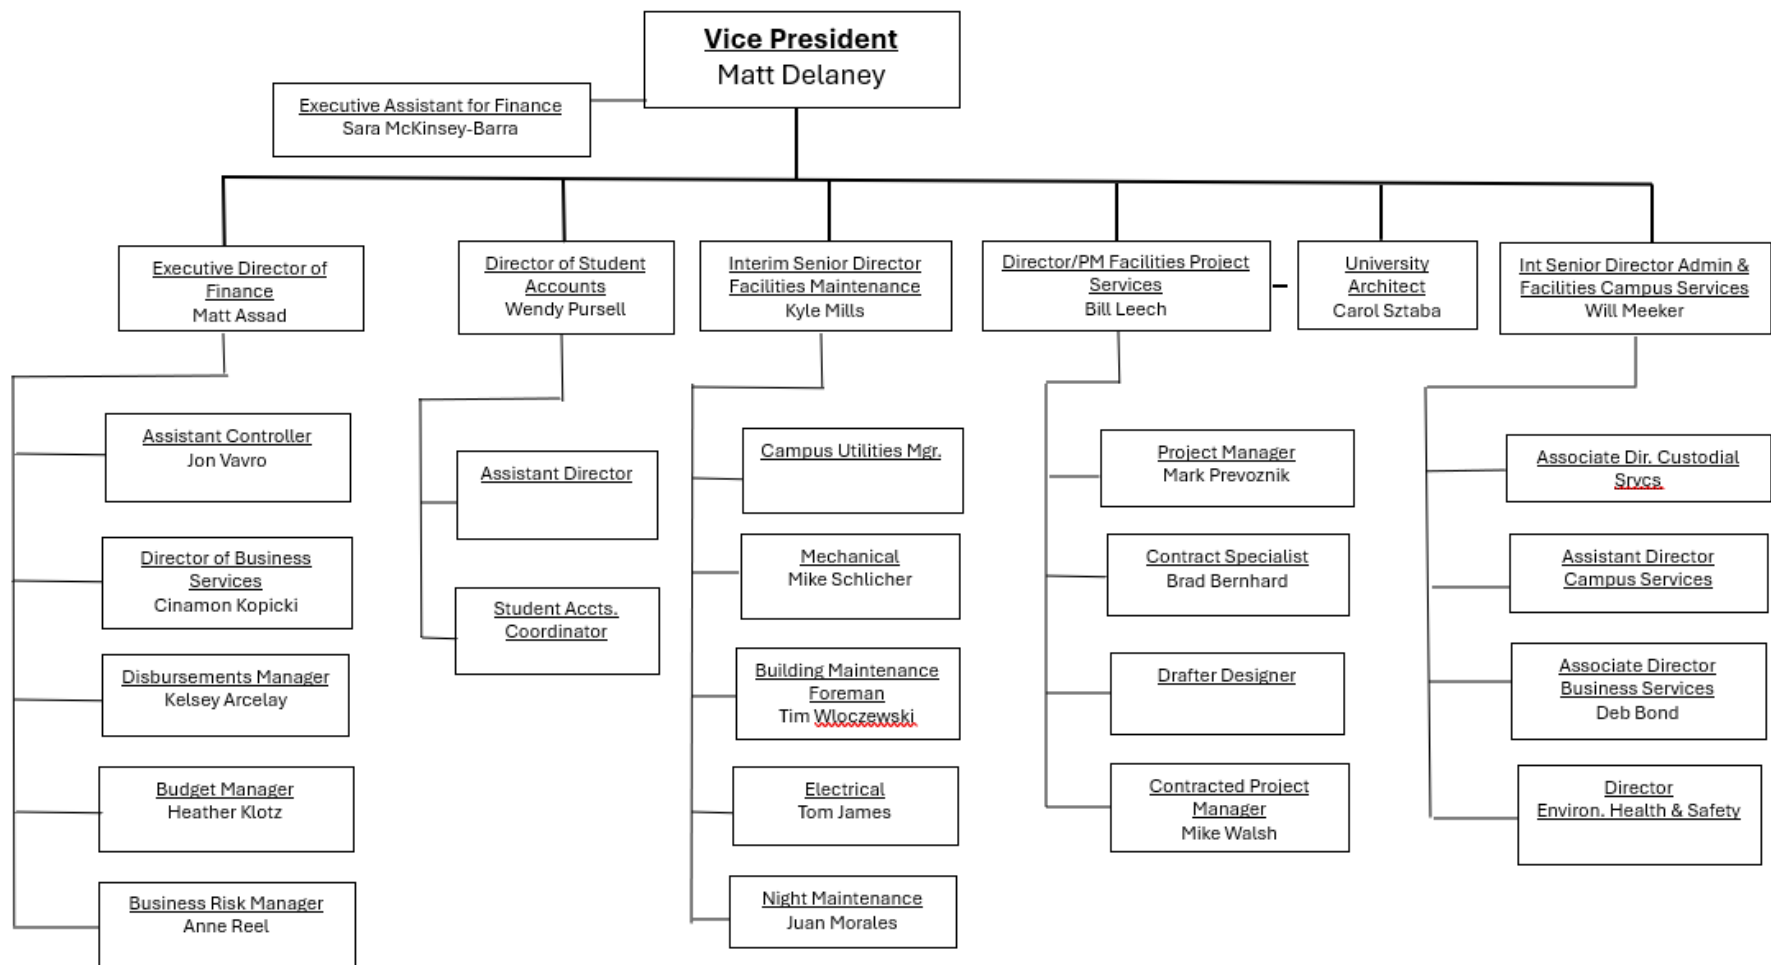 Vice President
Matt Delaney
Executive Assistant for Finance
Sara McKinsey-Barra
Executive Director of
Finance
Matt Assad
Director of Student
Accounts
Wendy Pursell
Interim Senior Director
Facilities Maintenance
Kyle Mills
Director/PM Facilities Project
Services
Bill Leech
University
Architect
Carol Sztaba
Int Senior Director Admin &
Facilities Campus Services
Will Meeker
Assistant Controller
Jon Vavro
Director of Business
Services
Cinamon Kopicki
Disbursements Manager
Kelsey Arcelay
Budget Manager
Heather Klotz
Business Risk Manager
Anne Reel
Assistant Director
Student Accts.
Coordinator
Campus Utilities Mgr.
Mechanical
Mike Schlicher
Building Maintenance
Foreman
Tim Wloczewski
Electrical
Tom James
Night Maintenance
Juan Morales
Project Manager
Mark Prevoznik
Contract Specialist
Brad Bernhard
Drafter Designer
Contracted Project
Manager
Mike Walsh
Associate Dir. Custodial
Srvcs
Assistant Director
Campus Services
Associate Director
Business Services
Deb Bond
Director
Environ. Health & Safety